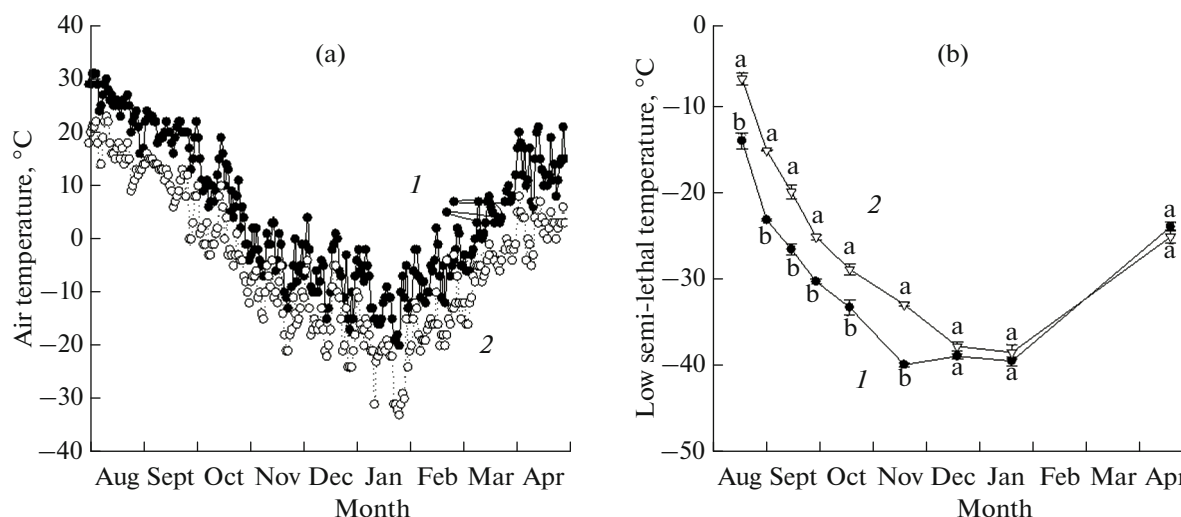 (a)
Air temperature, °C
40
30
20
10
0
−10
−20
−30
−40
1
2
Aug Sept Oct Nov Dec Jan Feb Mar Apr
Month
(b)
Low semi-lethal temperature, °C
0
−10
−20
−30
−40
−50
a
b
a
b
a
b
a
b
a
b
a
b
a
a
a
a
a
a
2
1
Aug Sept Oct Nov Dec Jan Feb Mar Apr
Month